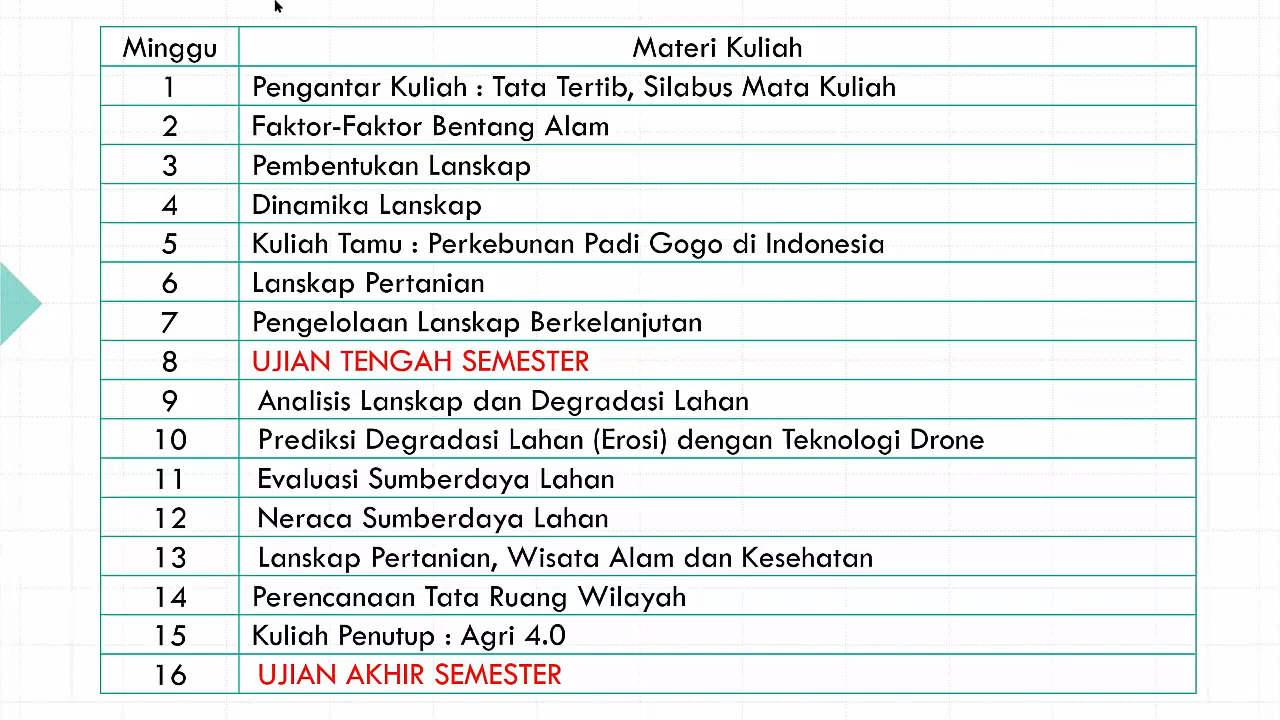 Minggu Materi Kuliah
1 Pengantar Kuliah : Tata Tertib, Silabus Mata Kuliah
2 Faktor-Faktor Bentang Alam
3 Pembentukan Lanskap
4 Dinamika Lanskap
5 Kuliah Tamu : Perkebunan Padi Gogo di Indonesia
6 Lanskap Pertanian
7 Pengelolaan Lanskap Berkelanjutan
8 UJIAN TENGAH SEMESTER
9 Analisis Lanskap dan Degradasi Lahan
10 Prediksi Degradasi Lahan (Erosi) dengan Teknologi Drone
11 Evaluasi Sumberdaya Lahan
12 Neraca Sumberdaya Lahan
13 Lanskap Pertanian, Wisata Alam dan Kesehatan
14 Perencanaan Tata Ruang Wilayah
15 Kuliah Penutup : Agri 4.0
16 UJIAN AKHIR SEMESTER